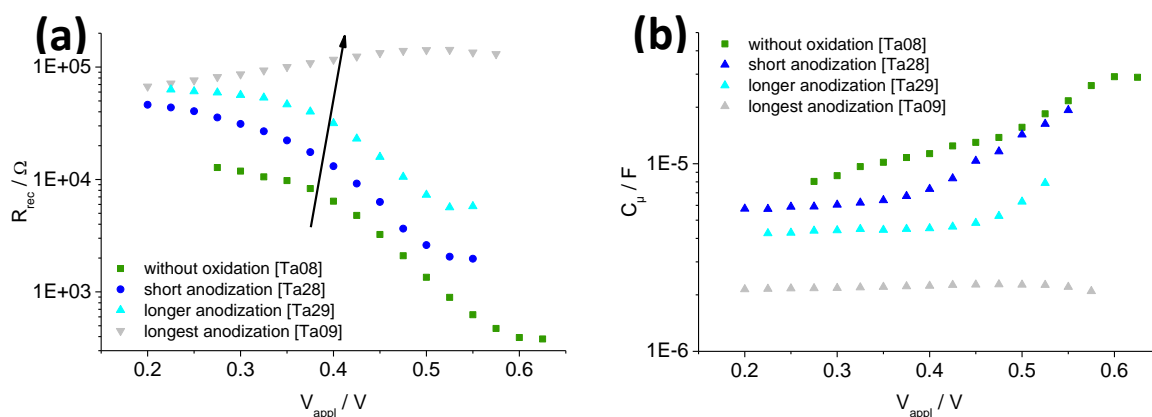 (a)
1E+05
1E+04
1E+03
R_rec / Ω
without oxidation [Ta08]
short anodization [Ta28]
longer anodization [Ta29]
longest anodization [Ta09]
0.2 0.3 0.4 0.5 0.6
V_appl / V
(b)
without oxidation [Ta08]
short anodization [Ta28]
longer anodization [Ta29]
longest anodization [Ta09]
1E-5
1E-6
C_μ / F
0.2 0.3 0.4 0.5 0.6
V_appl / V